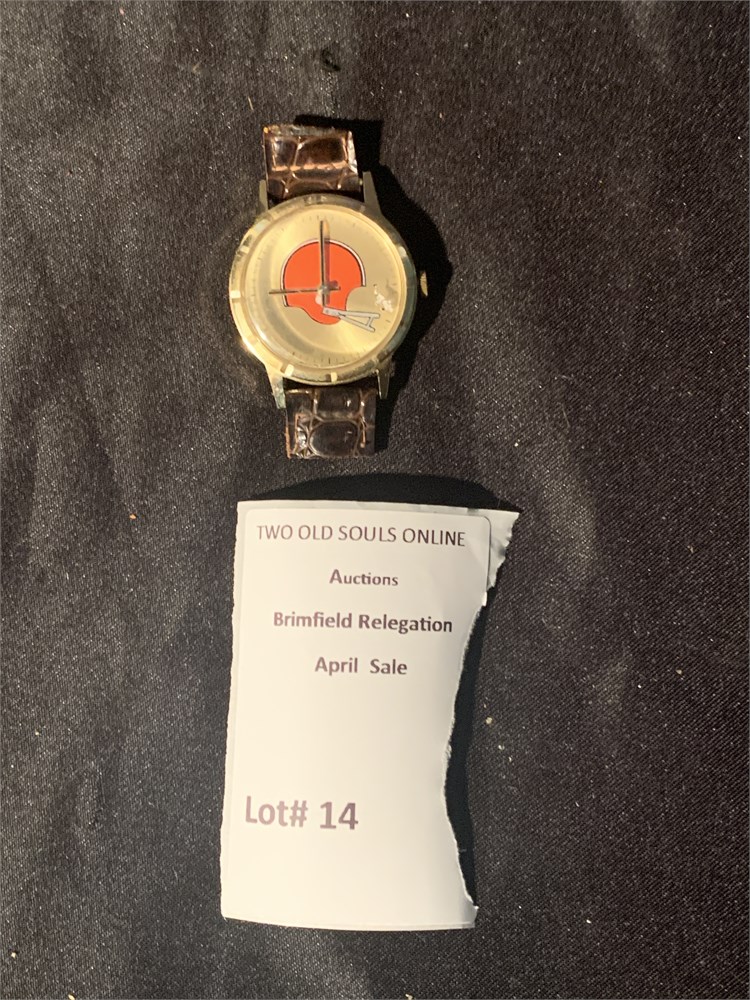 TWO OLD SOULS ONLINE
Auctions
Brimfield Relegation
April Sale
Lot# 14